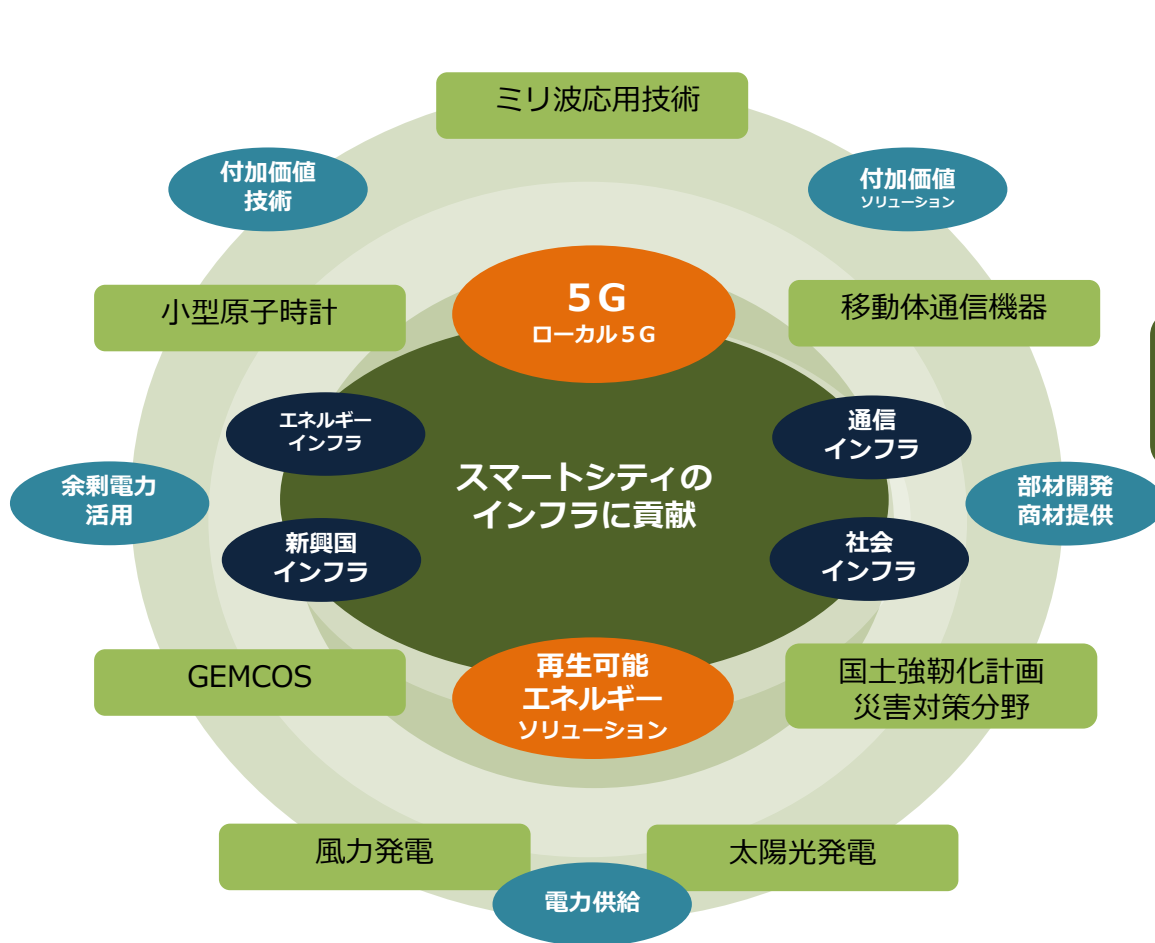 ミリ波応用技術
付加価値
技術
付加価値
ソリューション
5G
ローカル5G
小型原子時計
移動体通信機器
エネルギー
インフラ
通信
インフラ
スマートシティの
インフラに貢献
余剰電力
活用
部材開発
商材提供
新興国
インフラ
社会
インフラ
GEMCOS
再生可能
エネルギー
ソリューション
国土強靭化計画
災害対策分野
風力発電
太陽光発電
電力供給